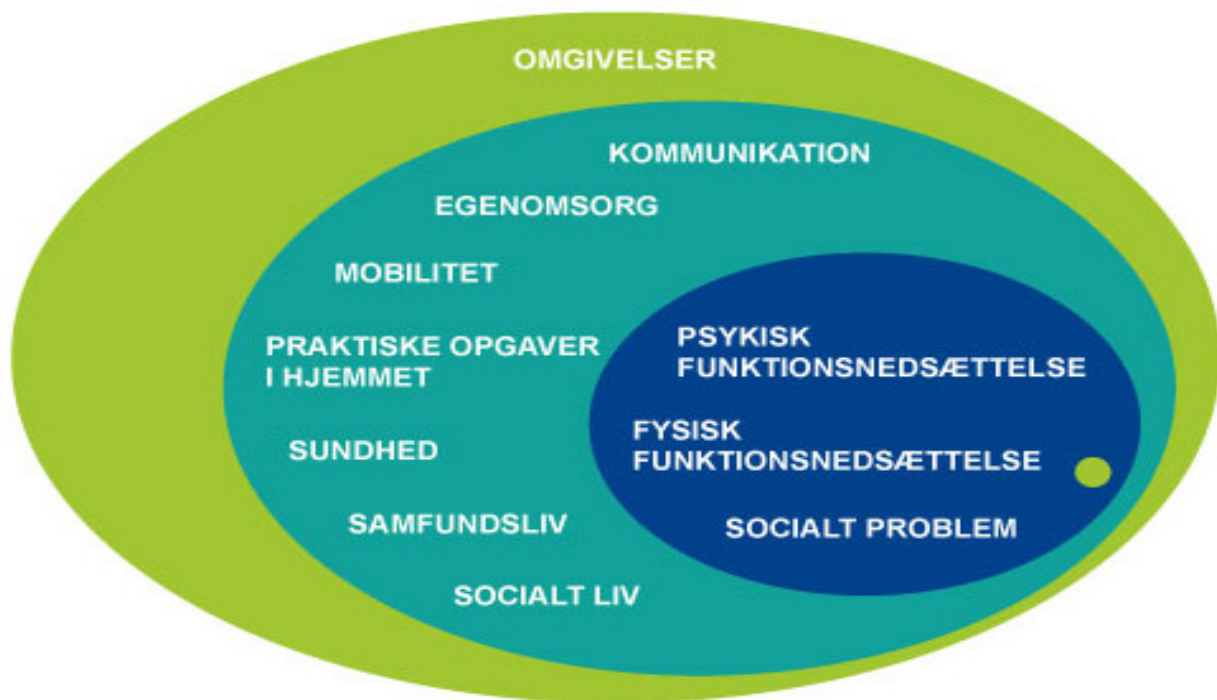 OMGIVELSER
KOMMUNIKATION
EGENOMSORG
MOBILITET
PRAKTISKE OPGAVER
I HJEMMET
SUNDHED
SAMFUNDSLIV
SOCIALT LIV
PSYKISK
FUNKTIONSNEDSÆTTELSE
FYSISK
FUNKTIONSNEDSÆTTELSE
SOCIALT PROBLEM